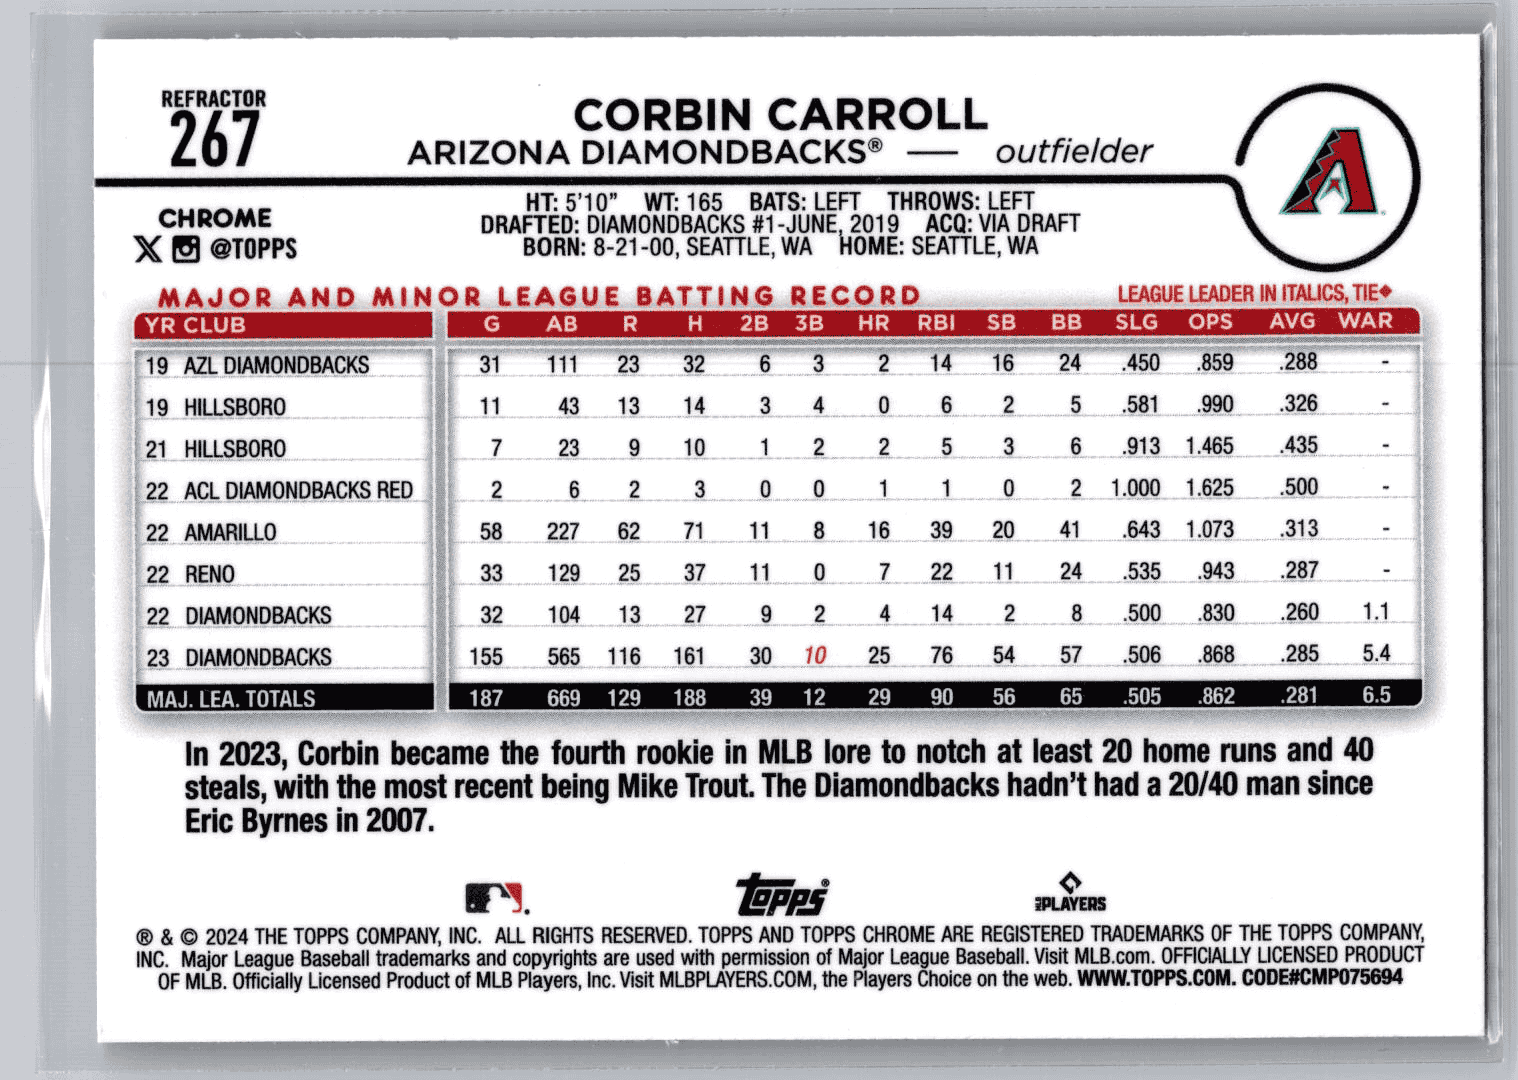 REFRACTOR
267
CORBIN CARROLL
ARIZONA DIAMONDBACKS® — outfielder
A
CHROME
X @TOPPS
HT: 5'10" WT: 165 BATS: LEFT THROWS: LEFT
DRAFTED: DIAMONDBACKS #1-JUNE, 2019 ACQ: VIA DRAFT
BORN: 8-21-00, SEATTLE, WA HOME: SEATTLE, WA
MAJOR AND MINOR LEAGUE BATTING RECORD LEAGUE LEADER IN ITALICS, TIE◆
YR CLUB G AB R H 2B 3B HR RBI SB BB SLG OPS AVG WAR
19 AZL DIAMONDBACKS 31 111 23 32 6 3 2 14 16 24 .450 .859 .288 -
19 HILLSBORO 11 43 13 14 3 4 0 6 2 5 .581 .990 .326 -
21 HILLSBORO 7 23 9 10 1 2 2 5 3 6 .913 1.465 .435 -
22 ACL DIAMONDBACKS RED 2 6 2 3 0 0 1 1 0 2 1.000 1.625 .500 -
22 AMARILLO 58 227 62 71 11 8 16 39 20 41 .643 1.073 .313 -
22 RENO 33 129 25 37 11 0 7 22 11 24 .535 .943 .287 -
22 DIAMONDBACKS 32 104 13 27 9 2 4 14 2 8 .500 .830 .260 1.1
23 DIAMONDBACKS 155 565 116 161 30 10 25 76 54 57 .506 .868 .285 5.4
MAJ. LEA. TOTALS 187 669 129 188 39 12 29 90 56 65 .505 .862 .281 6.5
In 2023, Corbin became the fourth rookie in MLB lore to notch at least 20 home runs and 40
steals, with the most recent being Mike Trout. The Diamondbacks hadn't had a 20/40 man since
Eric Byrnes in 2007.
Topps®
MLB PLAYERS
® & © 2024 THE TOPPS COMPANY, INC. ALL RIGHTS RESERVED. TOPPS AND TOPPS CHROME ARE REGISTERED TRADEMARKS OF THE TOPPS COMPANY,
INC. Major League Baseball trademarks and copyrights are used with permission of Major League Baseball. Visit MLB.com. OFFICIALLY LICENSED PRODUCT
OF MLB. Officially Licensed Product of MLB Players, Inc. Visit MLBPLAYERS.COM, the Players Choice on the web. WWW.TOPPS.COM. CODE#CMP075694